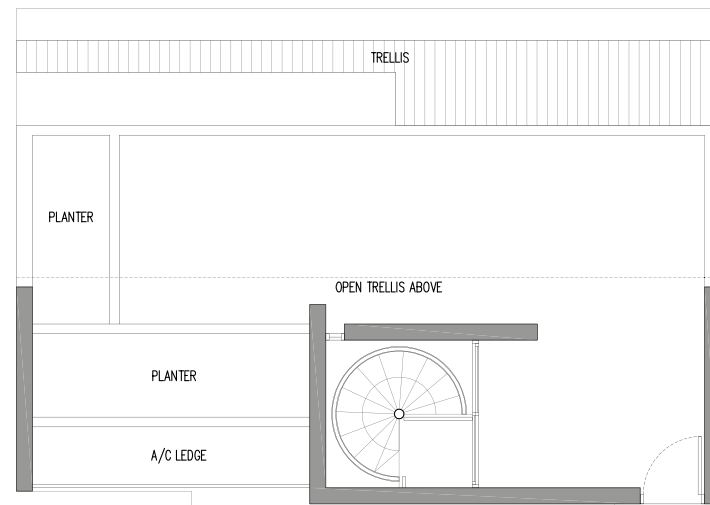 TRELLIS
PLANTER
OPEN TRELLIS ABOVE
PLANTER
A/C LEDGE